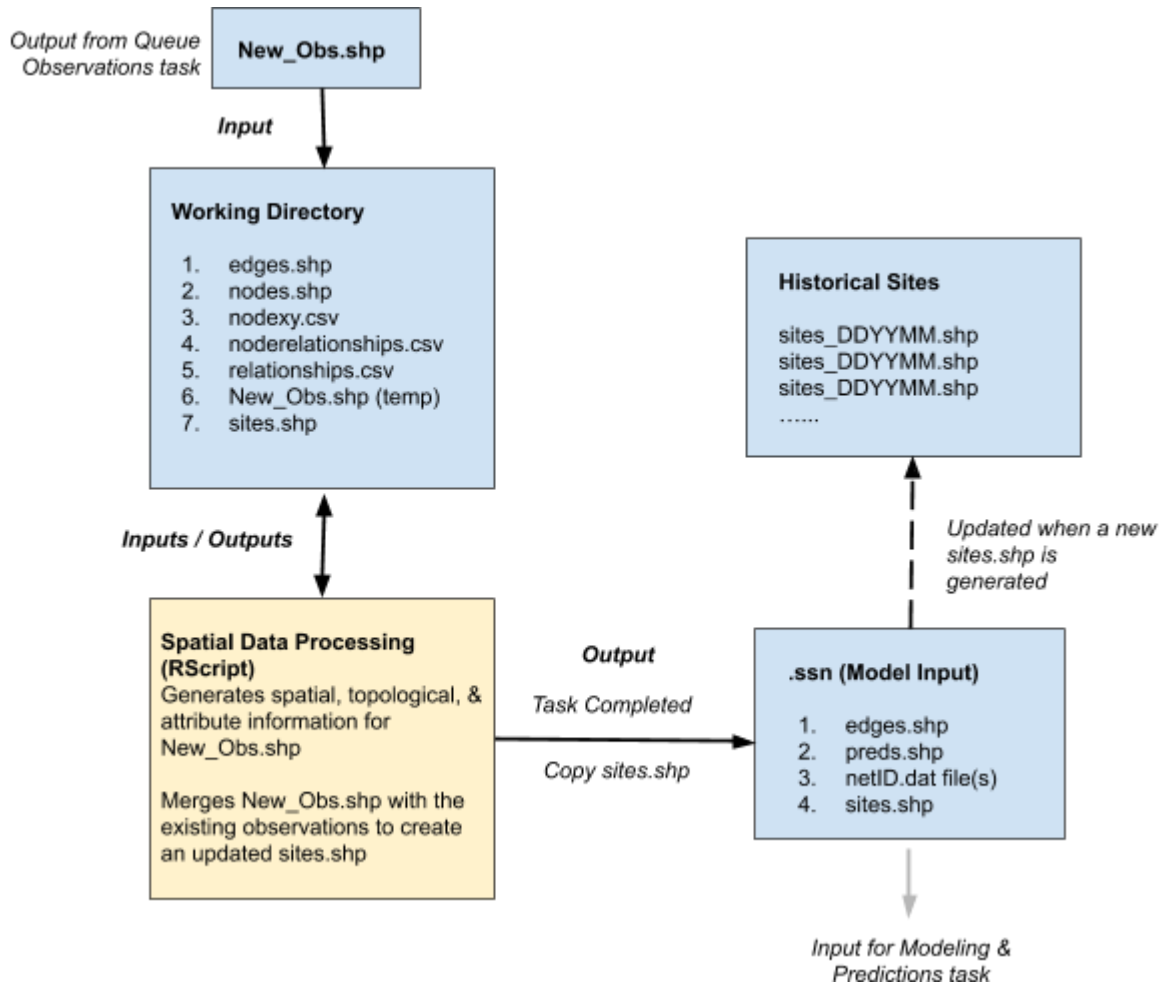 Output from Queue
Observations task
New_Obs.shp
Input
Working Directory
1. edges.shp
2. nodes.shp
3. nodexy.csv
4. noderelationships.csv
5. relationships.csv
6. New_Obs.shp (temp)
7. sites.shp
Inputs / Outputs
Spatial Data Processing
(RScript)
Generates spatial, topological, &
attribute information for
New_Obs.shp
Merges New_Obs.shp with the
existing observations to create
an updated sites.shp
Output
Task Completed
Copy sites.shp
Historical Sites
sites_DDYYMM.shp
sites_DDYYMM.shp
sites_DDYYMM.shp
......
Updated when a new
sites.shp is
generated
.ssn (Model Input)
1. edges.shp
2. preds.shp
3. netID.dat file(s)
4. sites.shp
Input for Modeling &
Predictions task